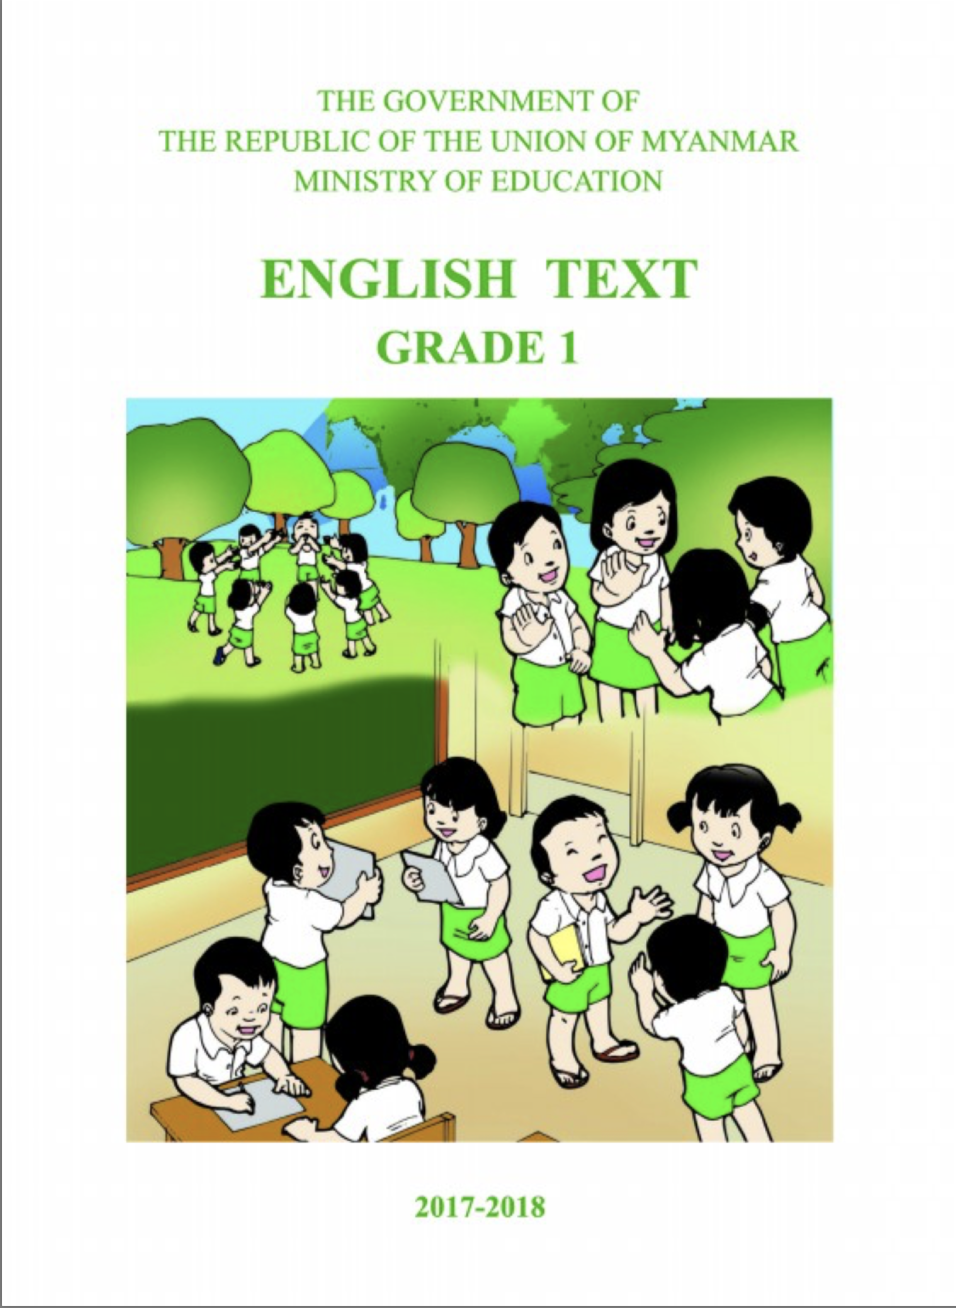 THE GOVERNMENT OF
THE REPUBLIC OF THE UNION OF MYANMAR
MINISTRY OF EDUCATION
ENGLISH TEXT
GRADE 1
2017-2018